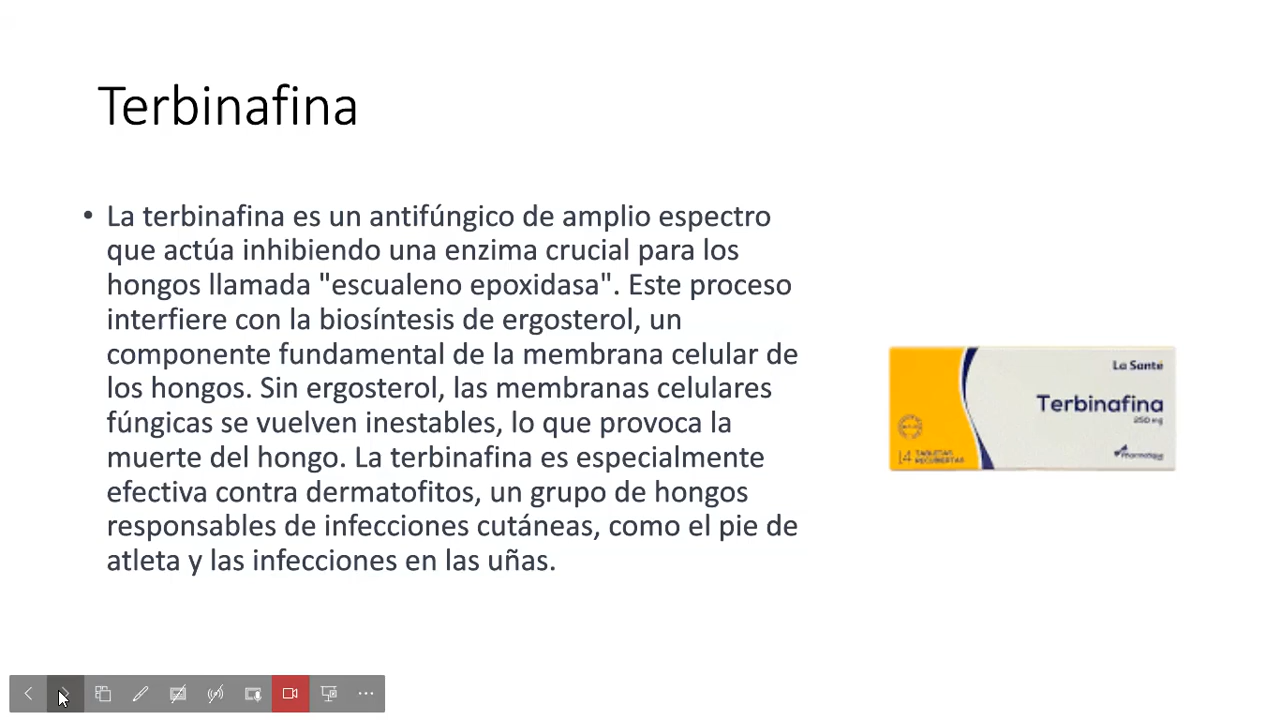 Terbinafina
• La terbinafina es un antifúngico de amplio espectro
que actúa inhibiendo una enzima crucial para los
hongos llamada "escualeno epoxidasa". Este proceso
interfiere con la biosíntesis de ergosterol, un
componente fundamental de la membrana celular de
los hongos. Sin ergosterol, las membranas celulares
fúngicas se vuelven inestables, lo que provoca la
muerte del hongo. La terbinafina es especialmente
efectiva contra dermatofitos, un grupo de hongos
responsables de infecciones cutáneas, como el pie de
atleta y las infecciones en las uñas.
La Santé
Terbinafina
250 mg
14 TABLETAS
RECUBIERTAS